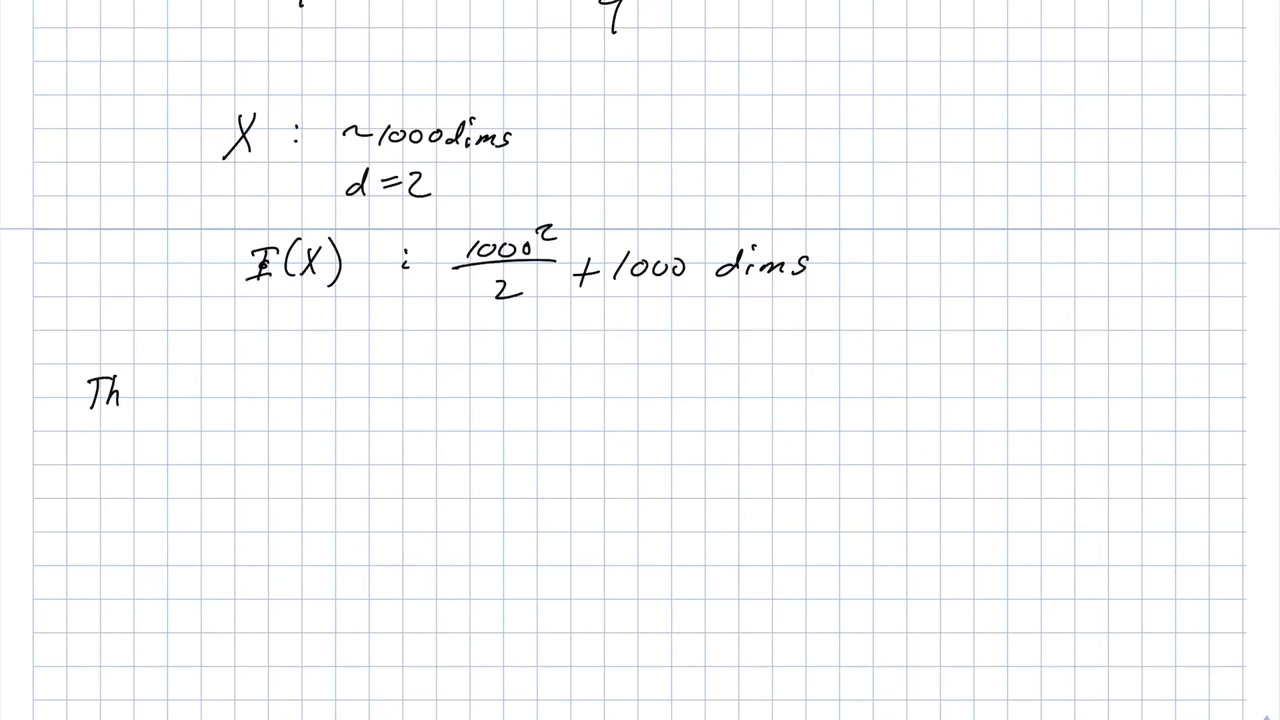 X : ~1000dims
d = 2
Φ(X) : 1000²/2 + 1000 dims
Th